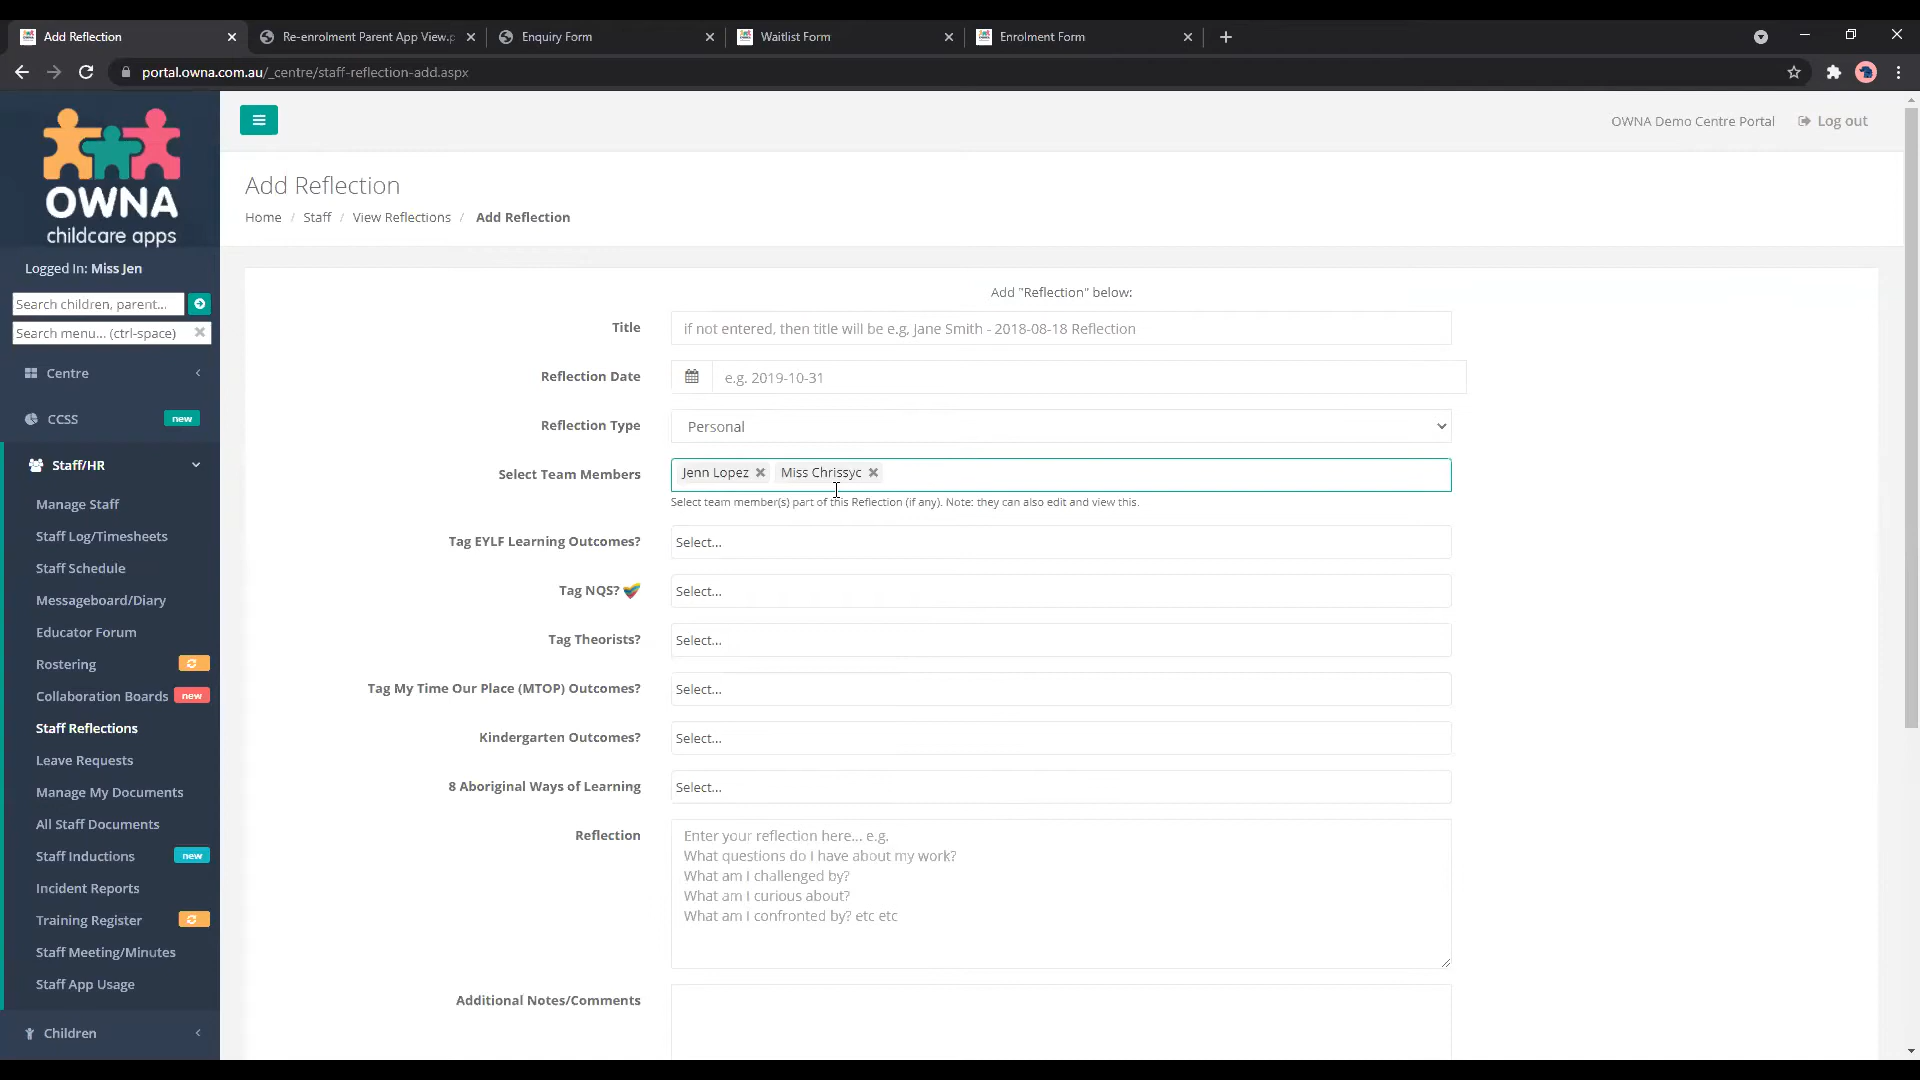 Add Reflection
Re-enrolment Parent App View.p
Enquiry Form
Waitlist Form
Enrolment Form
portal.owna.com.au/_centre/staff-reflection-add.aspx
OWNA
childcare apps
Logged In: Miss Jen
Search children, parent...
Search menu... (ctrl-space)
Centre
CCSS new
Staff/HR
Manage Staff
Staff Log/Timesheets
Staff Schedule
Messageboard/Diary
Educator Forum
Rostering
Collaboration Boards new
Staff Reflections
Leave Requests
Manage My Documents
All Staff Documents
Staff Inductions new
Incident Reports
Training Register
Staff Meeting/Minutes
Staff App Usage
Children
OWNA Demo Centre Portal
Log out
Add Reflection
Home / Staff / View Reflections / Add Reflection
Add "Reflection" below:
Title
if not entered, then title will be e.g, Jane Smith - 2018-08-18 Reflection
Reflection Date
e.g. 2019-10-31
Reflection Type
Personal
Select Team Members
Jenn Lopez
Miss Chrissyc
Select team member(s) part of this Reflection (if any). Note: they can also edit and view this.
Tag EYLF Learning Outcomes?
Select...
Tag NQS?
Select...
Tag Theorists?
Select...
Tag My Time Our Place (MTOP) Outcomes?
Select...
Kindergarten Outcomes?
Select...
8 Aboriginal Ways of Learning
Select...
Reflection
Enter your reflection here... e.g.
What questions do I have about my work?
What am I challenged by?
What am I curious about?
What am I confronted by? etc etc
Additional Notes/Comments